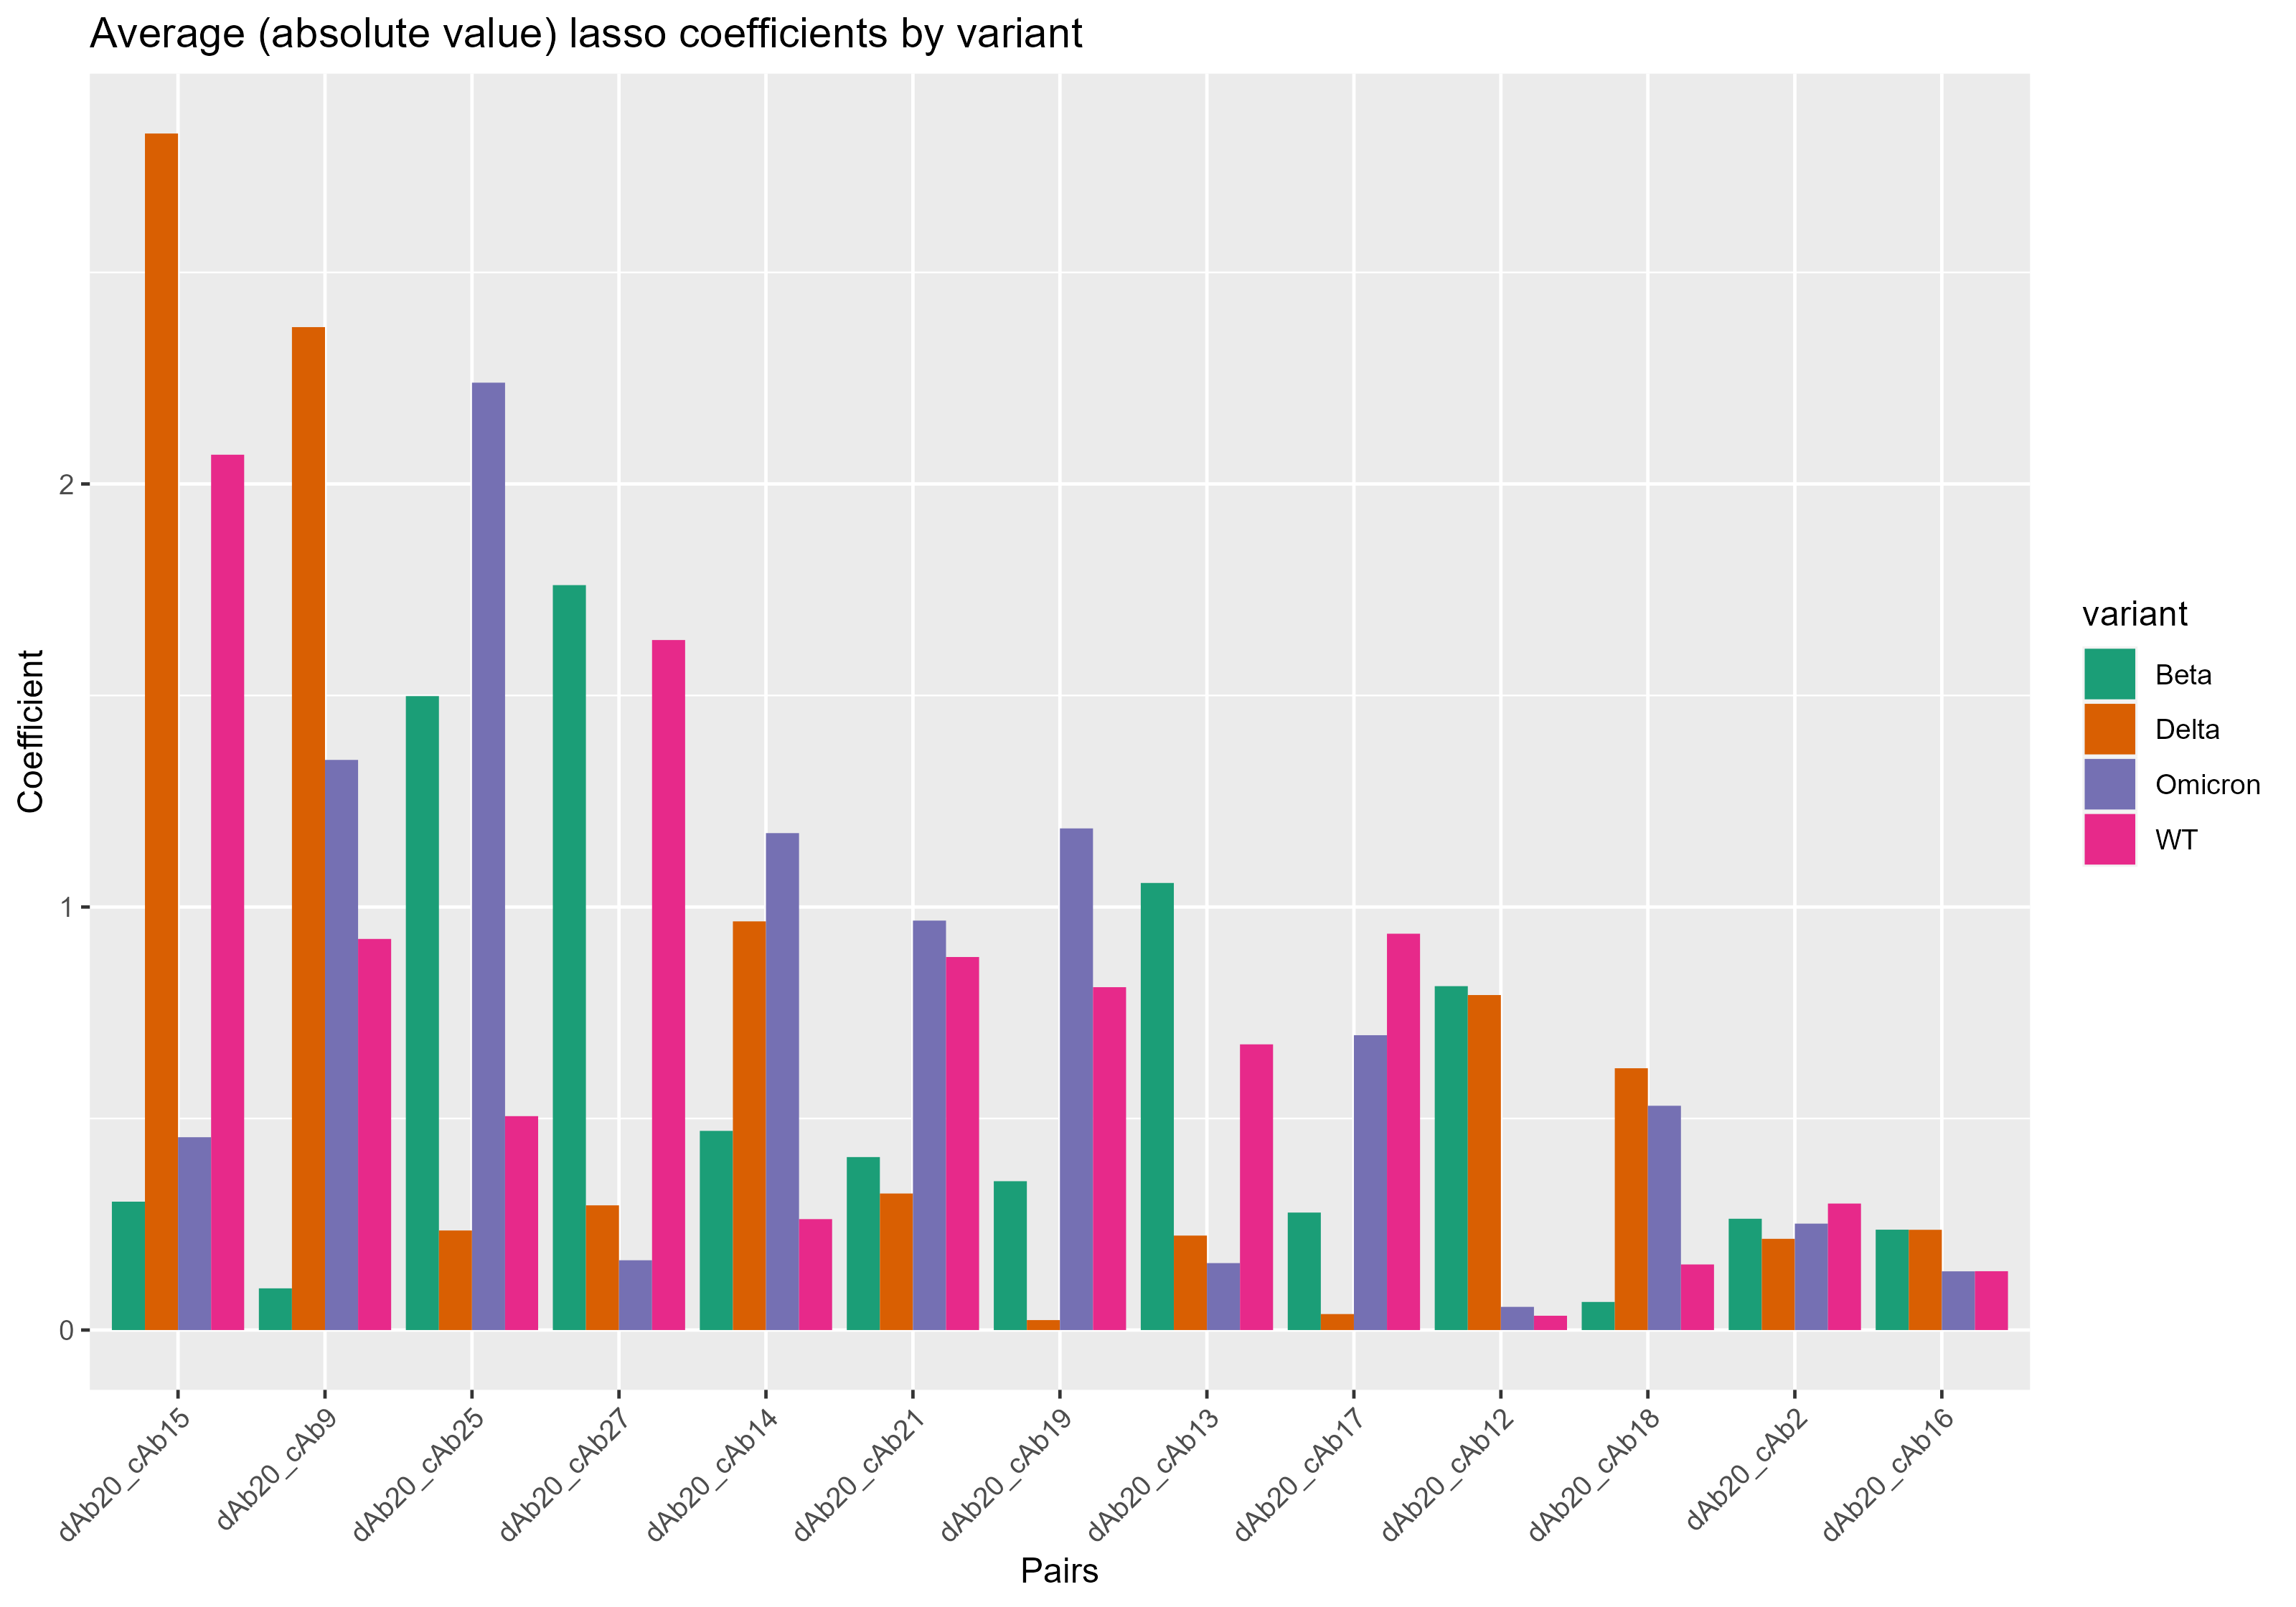 Average (absolute value) lasso coefficients by variant
Coefficient
2
1
0
dAb20_cAb15
dAb20_cAb9
dAb20_cAb25
dAb20_cAb27
dAb20_cAb14
dAb20_cAb21
dAb20_cAb19
dAb20_cAb13
dAb20_cAb17
dAb20_cAb12
dAb20_cAb18
dAb20_cAb2
dAb20_cAb16
Pairs
variant
Beta
Delta
Omicron
WT